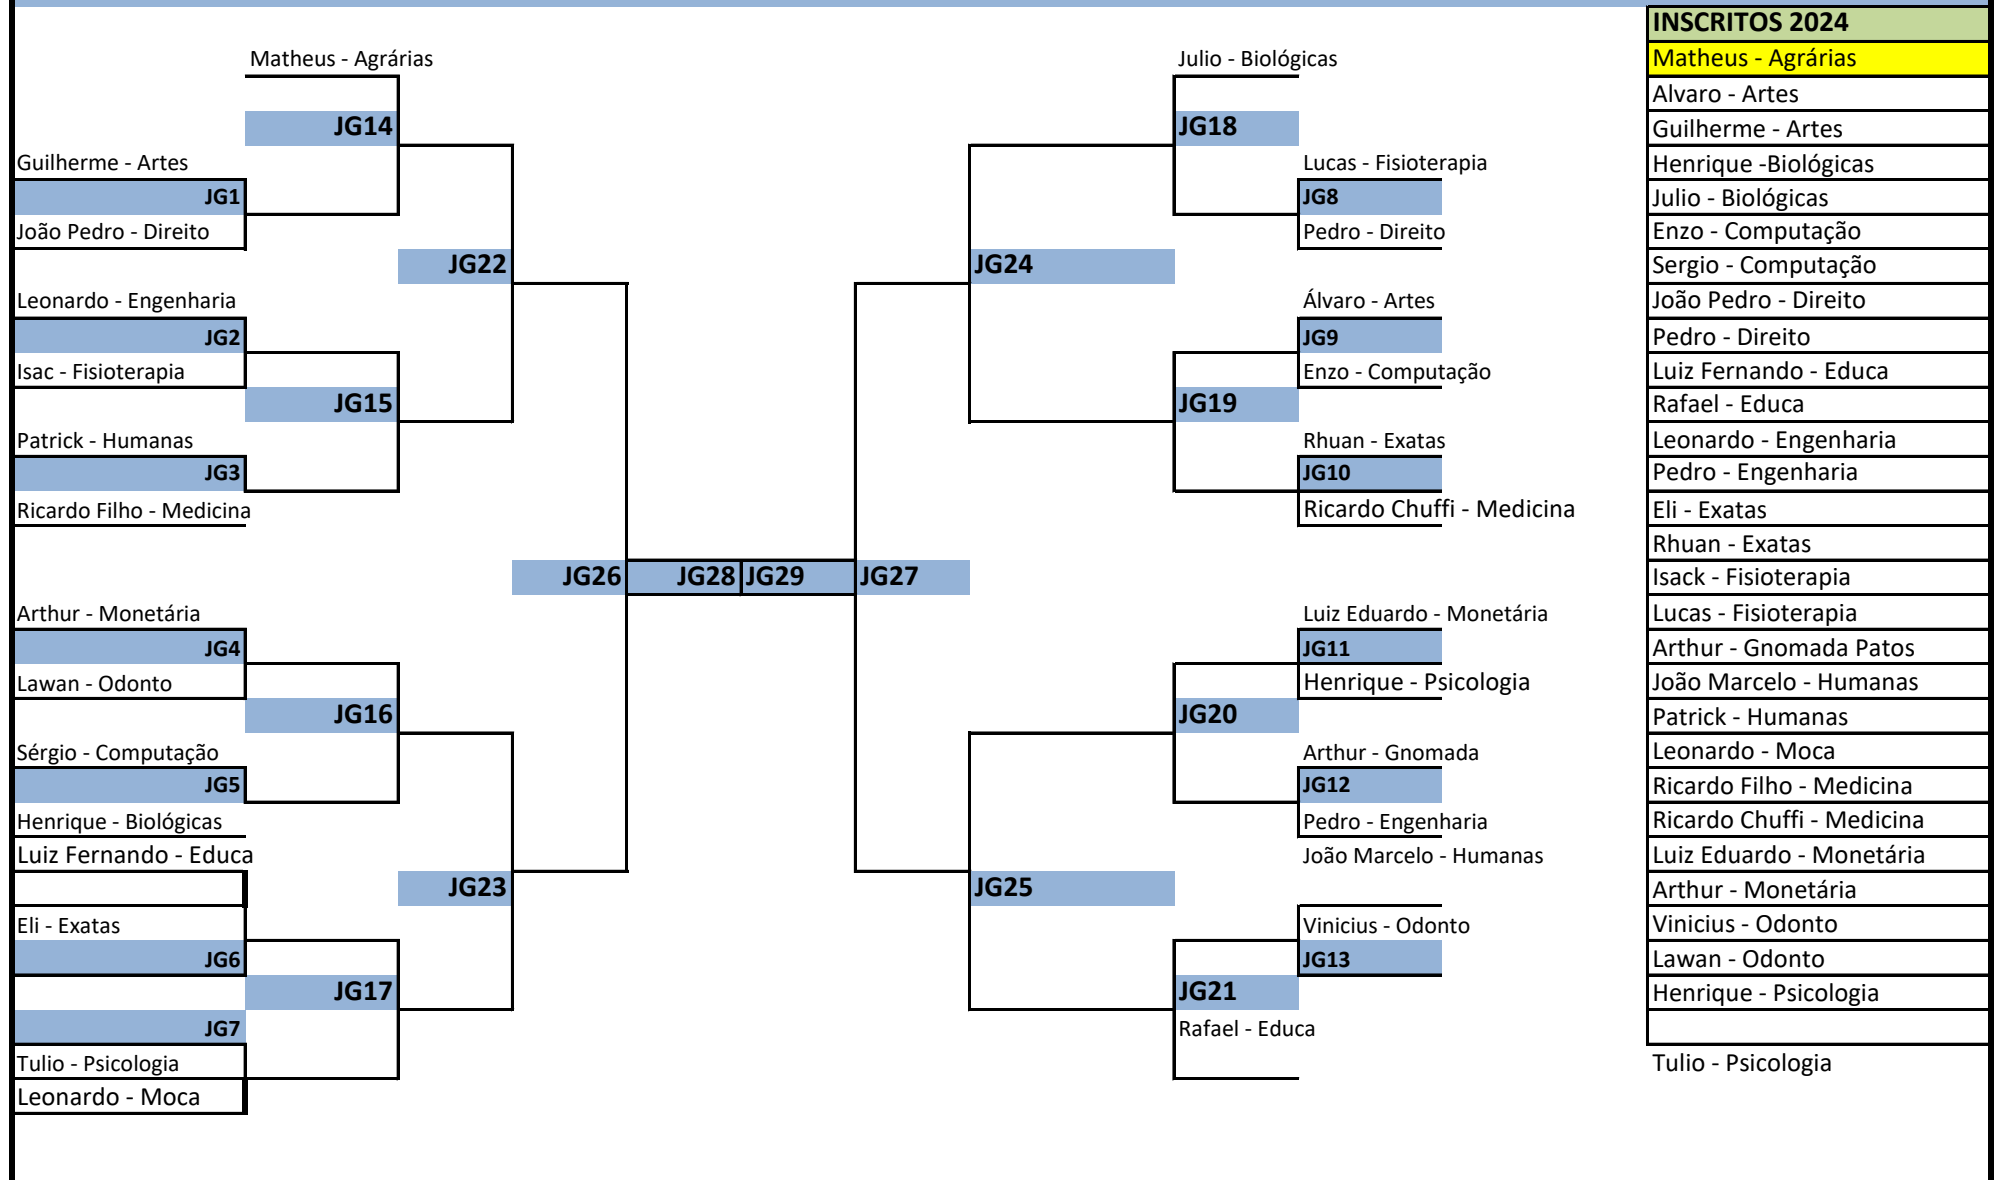 INSCRITOS 2024
Matheus - Agrárias
Julio - Biológicas
Matheus - Agrárias
Alvaro - Artes
JG14
JG18
Guilherme - Artes
Guilherme - Artes
Lucas - Fisioterapia
Henrique -Biológicas
JG1
JG8
Julio - Biológicas
João Pedro - Direito
Pedro - Direito
Enzo - Computação
JG22
JG24
Sergio - Computação
Leonardo - Engenharia
Álvaro - Artes
João Pedro - Direito
JG2
JG9
Pedro - Direito
Isac - Fisioterapia
Enzo - Computação
Luiz Fernando - Educa
JG15
JG19
Rafael - Educa
Patrick - Humanas
Rhuan - Exatas
Leonardo - Engenharia
JG3
JG10
Pedro - Engenharia
Ricardo Filho - Medicina
Ricardo Chuffi - Medicina
Eli - Exatas
Rhuan - Exatas
JG26
JG28
JG29
JG27
Isack - Fisioterapia
Arthur - Monetária
Luiz Eduardo - Monetária
Lucas - Fisioterapia
JG4
JG11
Arthur - Gnomada Patos
Lawan - Odonto
Henrique - Psicologia
João Marcelo - Humanas
JG16
JG20
Patrick - Humanas
Sérgio - Computação
Arthur - Gnomada
Leonardo - Moca
JG5
JG12
Ricardo Filho - Medicina
Henrique - Biológicas
Pedro - Engenharia
Ricardo Chuffi - Medicina
Luiz Fernando - Educa
João Marcelo - Humanas
Luiz Eduardo - Monetária
JG23
JG25
Arthur - Monetária
Eli - Exatas
Vinicius - Odonto
Vinicius - Odonto
JG6
JG13
Lawan - Odonto
JG17
JG21
Henrique - Psicologia
JG7
Rafael - Educa
Tulio - Psicologia
Tulio - Psicologia
Leonardo - Moca